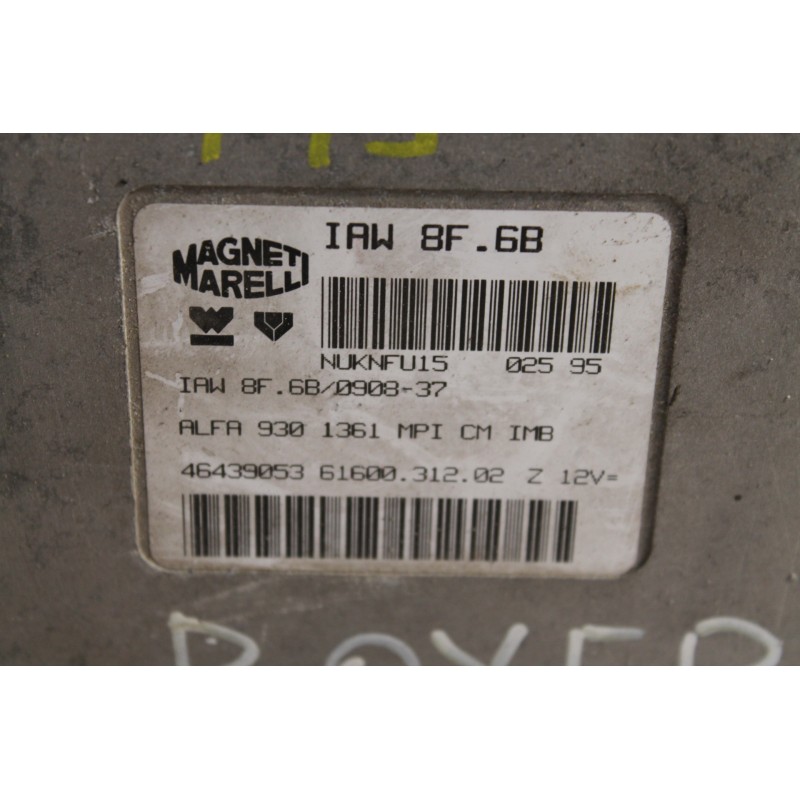 IAW 8F.6B
MAGNETI
MARELLI
NUKNFU15 025 95
IAW 8F.6B/0908-37
ALFA 930 1361 MPI CM IMB
46439053 61600.312.02 Z 12V=